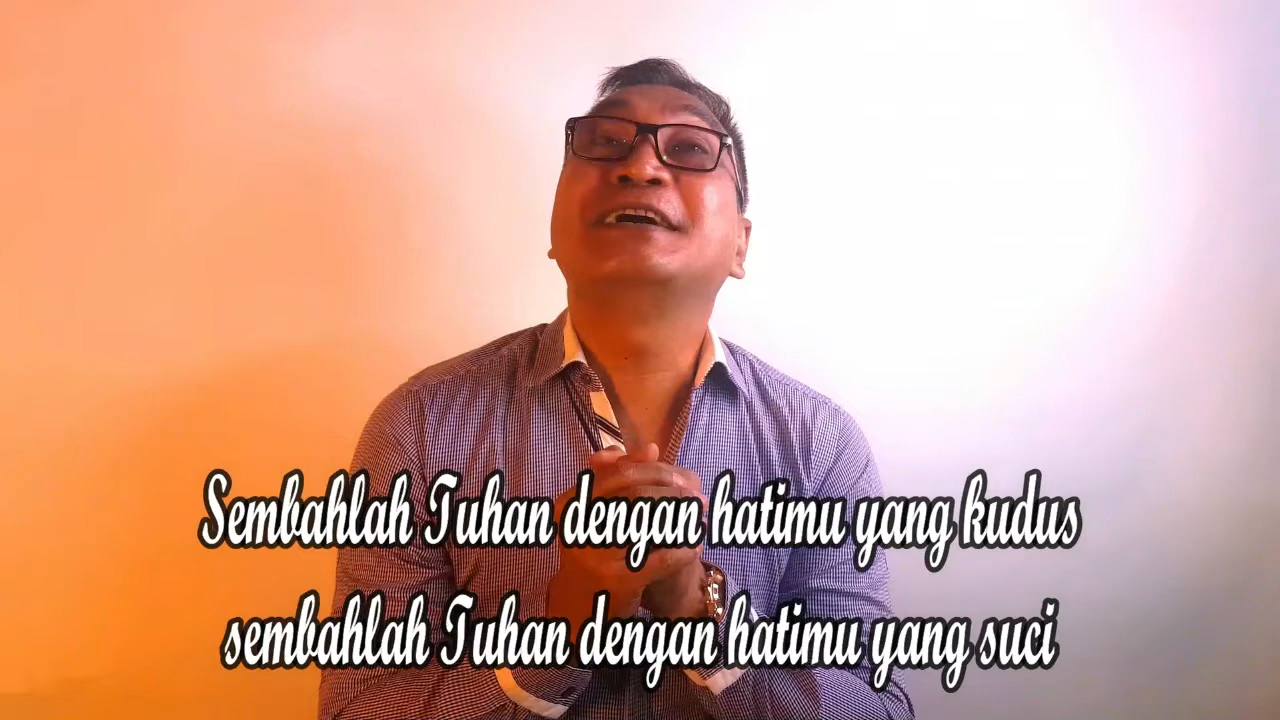 Sembahlah Tuhan dengan hatimu yang kudus
sembahlah Tuhan dengan hatimu yang suci